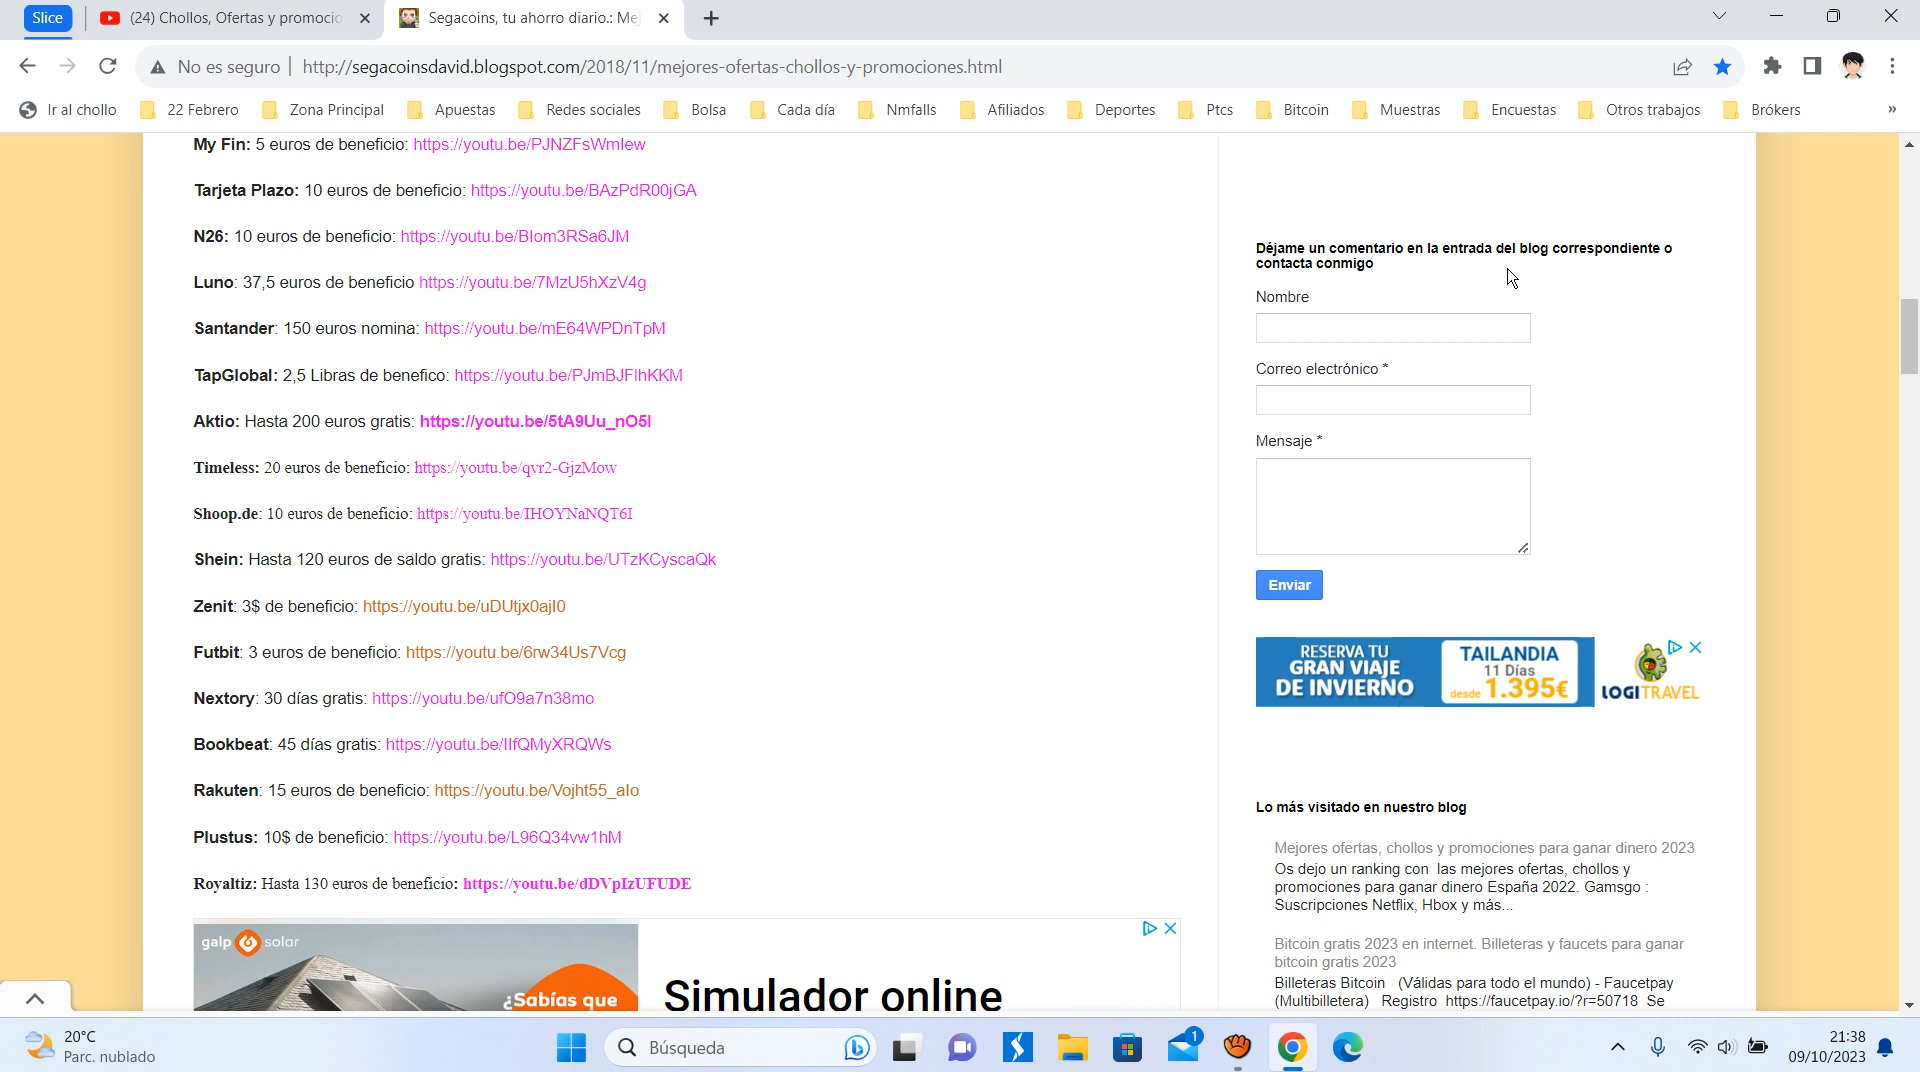 Slice
(24) Chollos, Ofertas y promocio
Segacoins, tu ahorro diario.: Mej
No es seguro
http://segacoinsdavid.blogspot.com/2018/11/mejores-ofertas-chollos-y-promociones.html
Ir al chollo
22 Febrero
Zona Principal
Apuestas
Redes sociales
Bolsa
Cada día
Nmfalls
Afiliados
Deportes
Ptcs
Bitcoin
Muestras
Encuestas
Otros trabajos
Brókers
»
My Fin: 5 euros de beneficio: https://youtu.be/PJNZFsWmlew
Tarjeta Plazo: 10 euros de beneficio: https://youtu.be/BAzPdR00jGA
N26: 10 euros de beneficio: https://youtu.be/BIom3RSa6JM
Luno: 37,5 euros de beneficio https://youtu.be/7MzU5hXzV4g
Santander: 150 euros nomina: https://youtu.be/mE64WPDnTpM
TapGlobal: 2,5 Libras de benefico: https://youtu.be/PJmBJFIhKKM
Aktio: Hasta 200 euros gratis: https://youtu.be/5tA9Uu_nO5I
Timeless: 20 euros de beneficio: https://youtu.be/qvr2-GjzMow
Shoop.de: 10 euros de beneficio: https://youtu.be/IHOYNaNQT6I
Shein: Hasta 120 euros de saldo gratis: https://youtu.be/UTzKCyscaQk
Zenit: 3$ de beneficio: https://youtu.be/uDUtjx0ajI0
Futbit: 3 euros de beneficio: https://youtu.be/6rw34Us7Vcg
Nextory: 30 días gratis: https://youtu.be/ufO9a7n38mo
Bookbeat: 45 días gratis: https://youtu.be/IIfQMyXRQWs
Rakuten: 15 euros de beneficio: https://youtu.be/Vojht55_aIo
Plustus: 10$ de beneficio: https://youtu.be/L96Q34vw1hM
Royaltiz: Hasta 130 euros de beneficio: https://youtu.be/dDVpIzUFUDE
galp solar
¿Sabías que
Simulador online
Déjame un comentario en la entrada del blog correspondiente o
contacta conmigo
Nombre
Correo electrónico *
Mensaje *
Enviar
RESERVA TU
GRAN VIAJE
DE INVIERNO
TAILANDIA
11 Días
desde 1.395€
LOGITRAVEL
Lo más visitado en nuestro blog
Mejores ofertas, chollos y promociones para ganar dinero 2023
Os dejo un ranking con las mejores ofertas, chollos y
promociones para ganar dinero España 2022. Gamsgo :
Suscripciones Netflix, Hbox y más...
Bitcoin gratis 2023 en internet. Billeteras y faucets para ganar
bitcoin gratis 2023
Billeteras Bitcoin (Válidas para todo el mundo) - Faucetpay
(Multibilletera) Registro https://faucetpay.io/?r=50718 Se
20°C
Parc. nublado
Búsqueda
1
21:38
09/10/2023